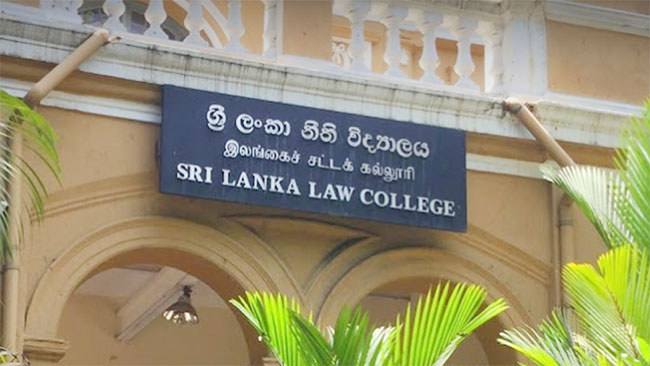 ශ්‍රී ලංකා නීති විද්‍යාලය
இலங்கைச் சட்டக் கல்லூரி
SRI LANKA LAW COLLEGE